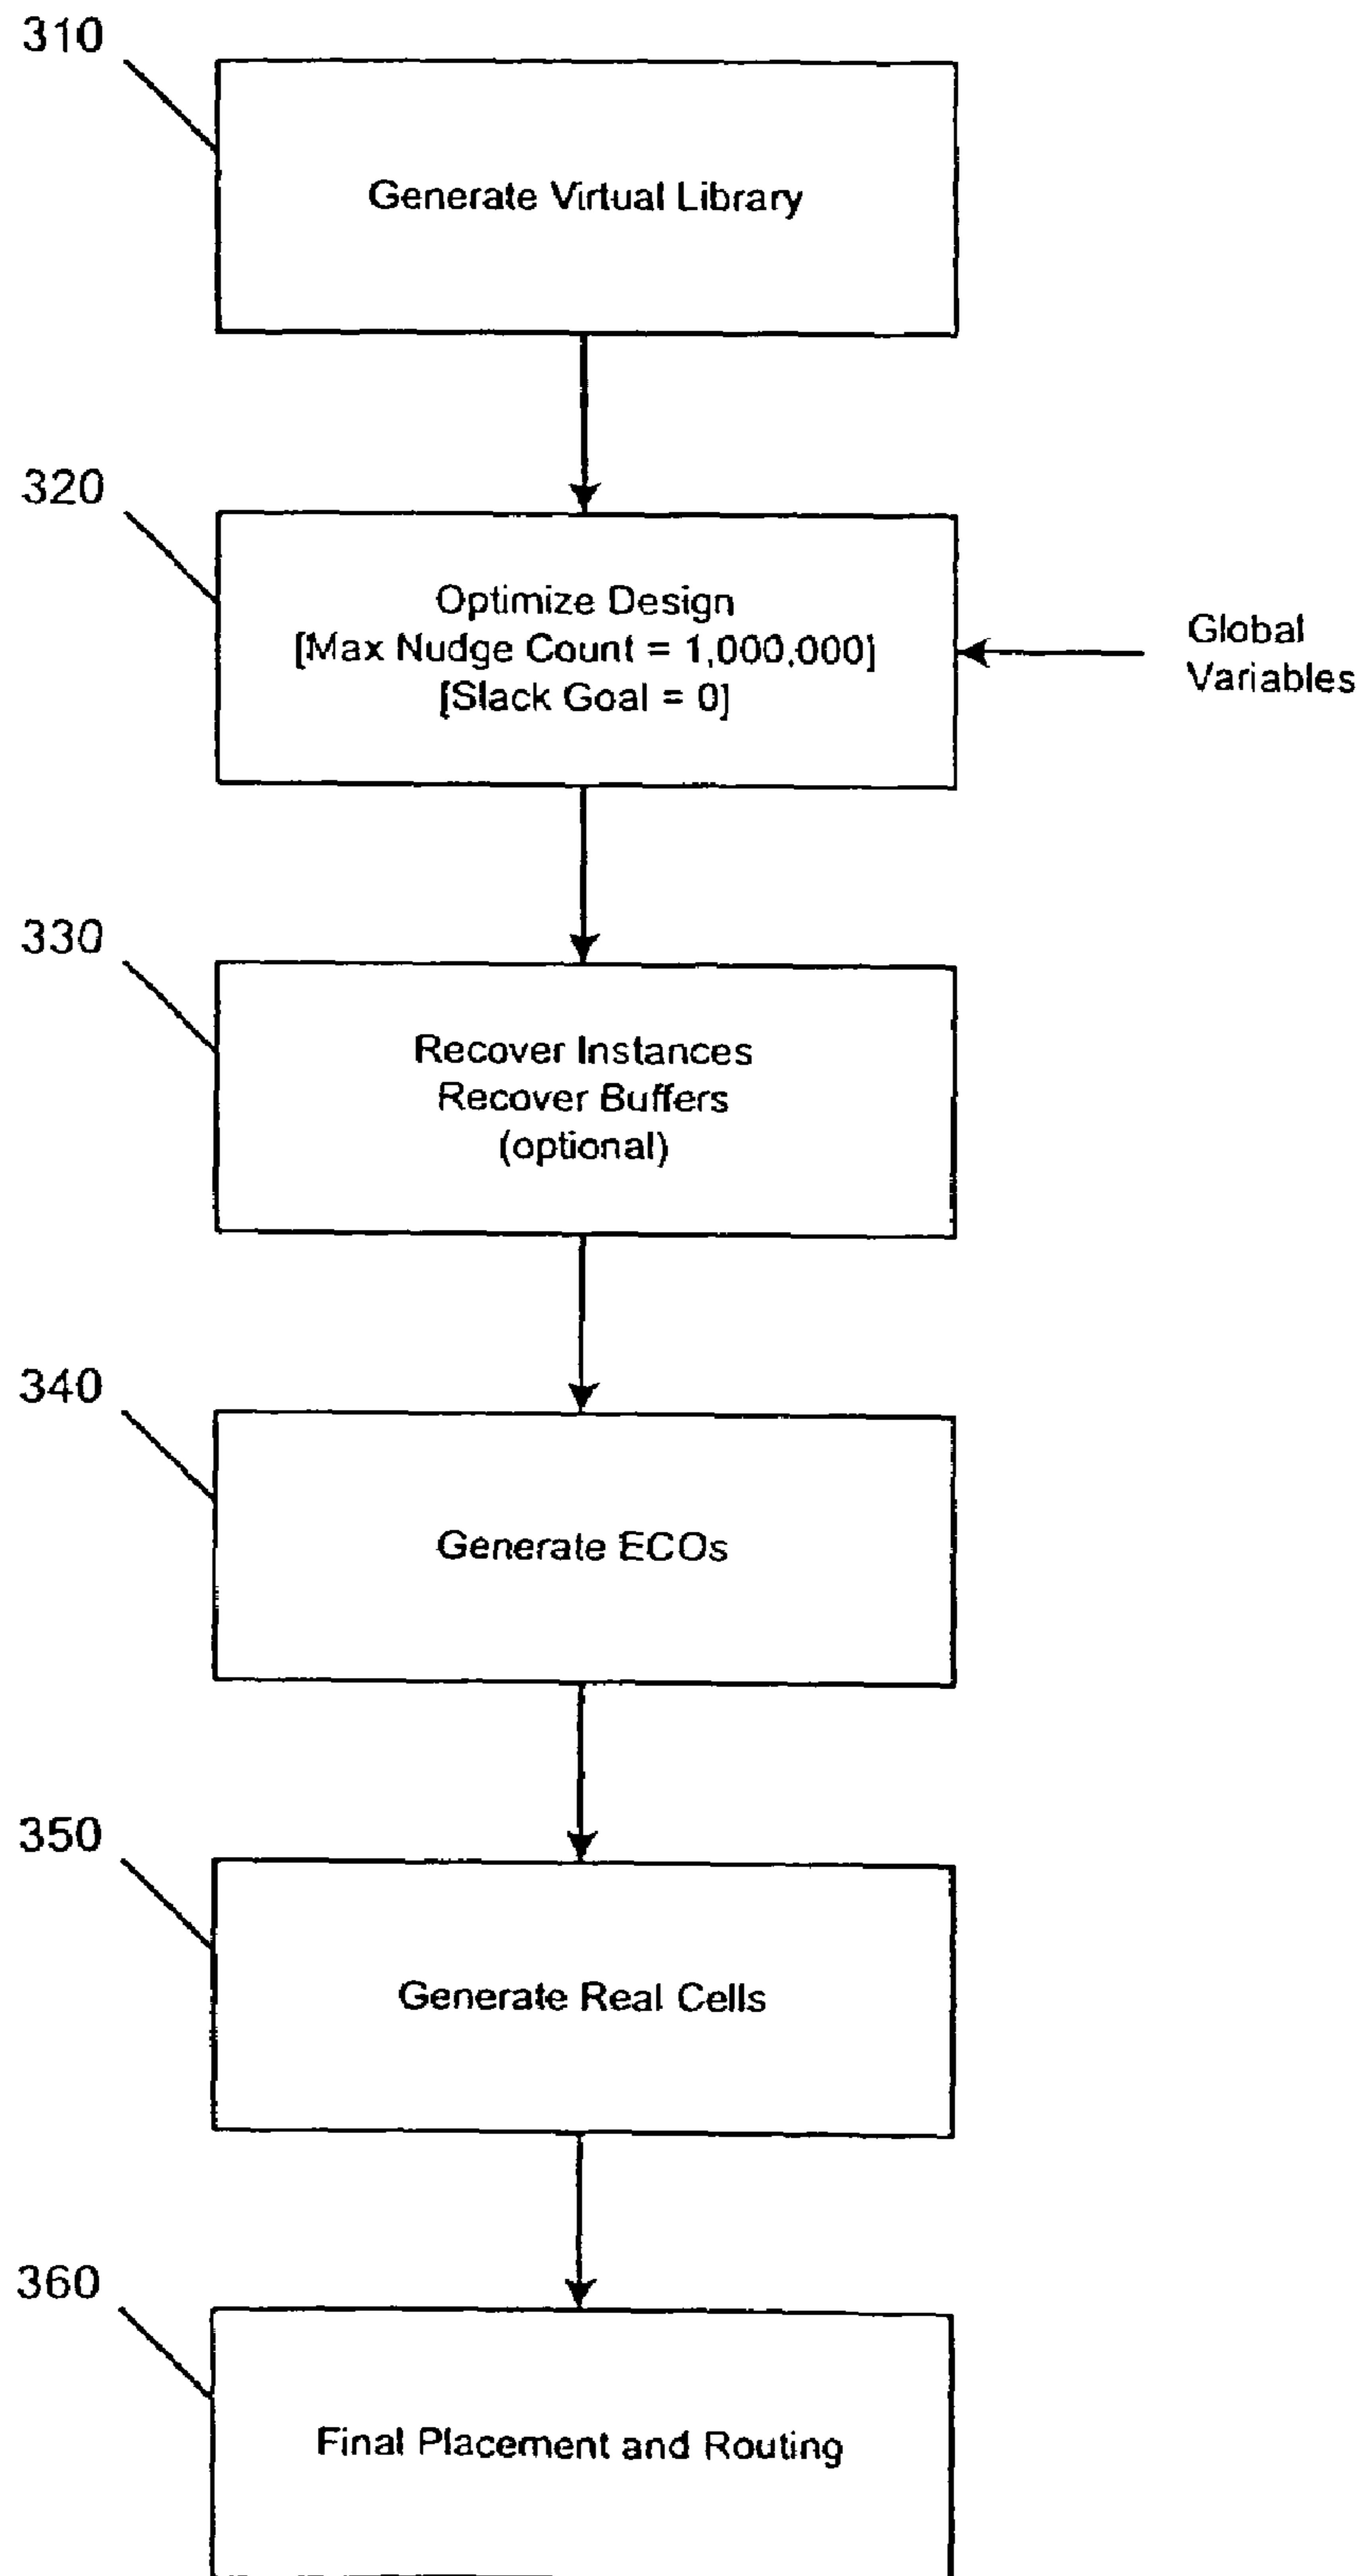 310
Generate Virtual Library
320
Optimize Design
[Max Nudge Count = 1,000,000]
[Slack Goal = 0]
Global
Variables
330
Recover Instances
Recover Buffers
(optional)
340
Generate ECOs
350
Generate Real Cells
360
Final Placement and Routing